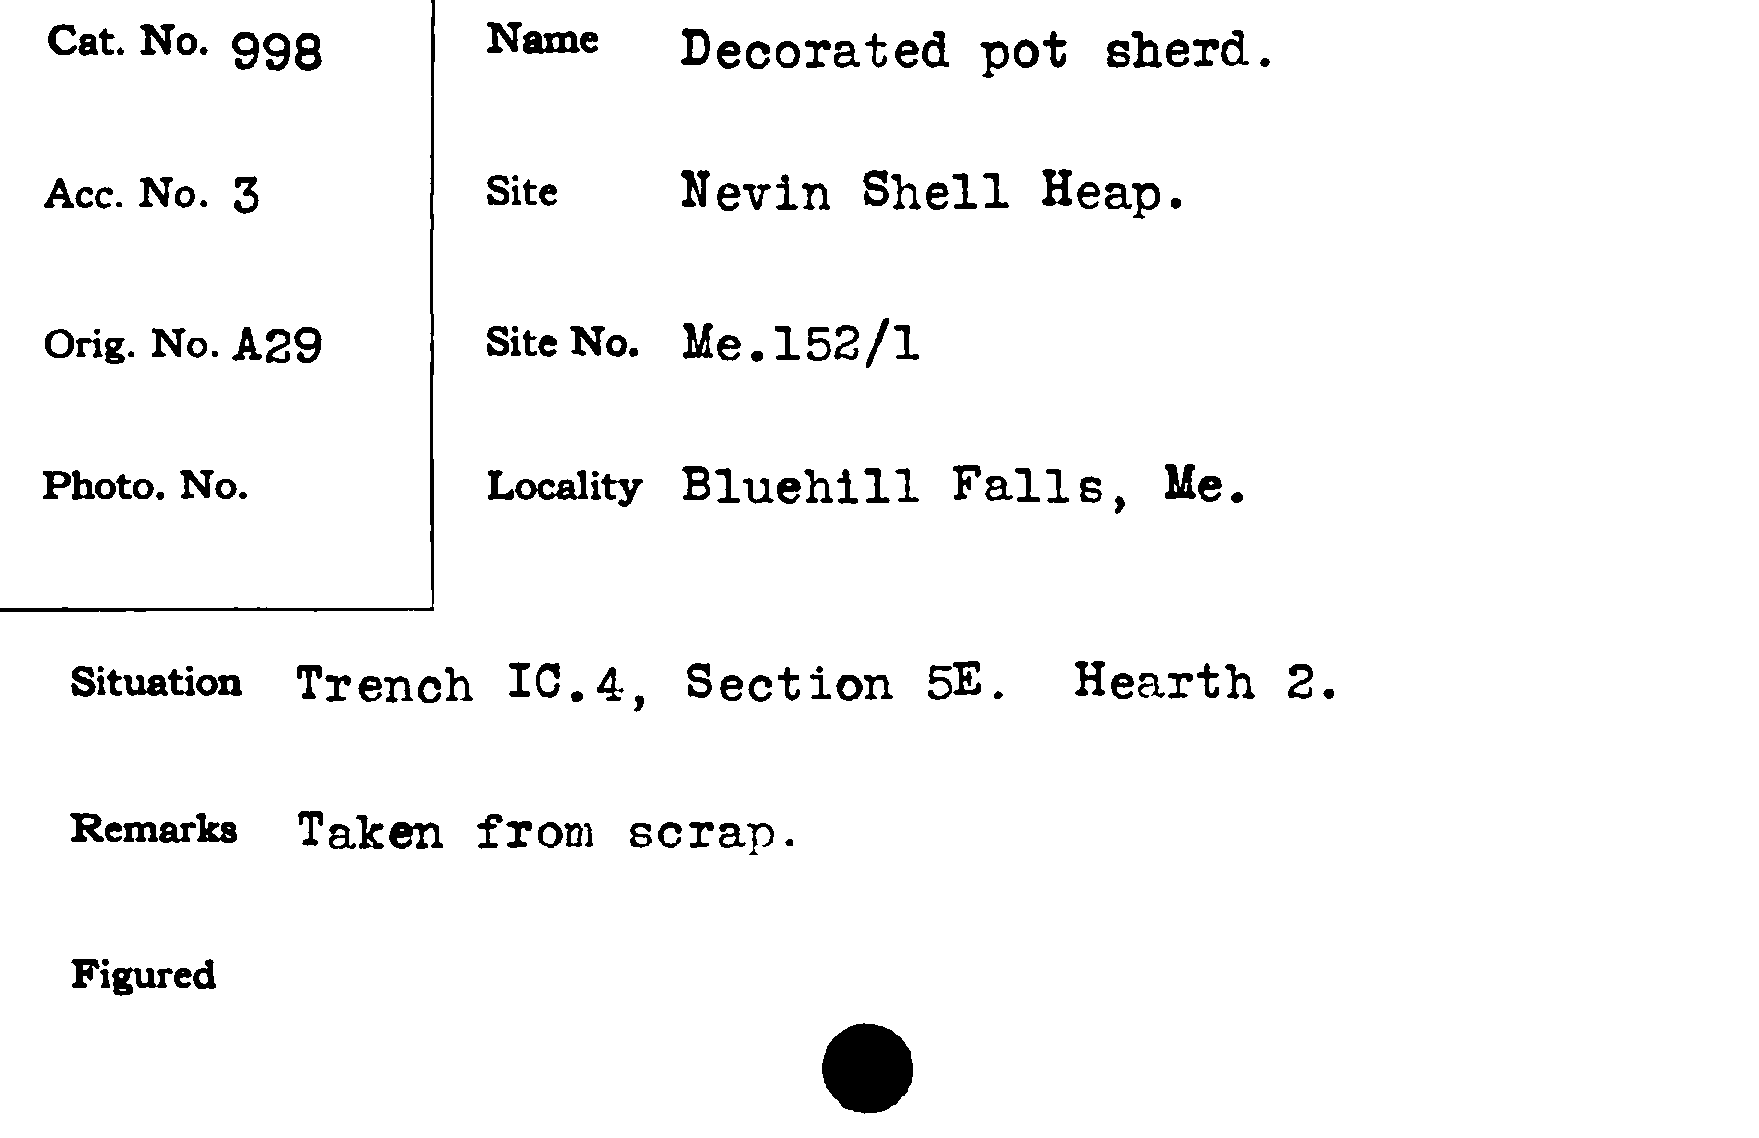 Cat. No. 998
Name Decorated pot sherd.
Acc. No. 3
Site Nevin Shell Heap.
Orig. No. A29
Site No. Me.152/1
Photo. No.
Locality Bluehill Falls, Me.
Situation Trench IC.4, Section 5E. Hearth 2.
Remarks Taken from scrap.
Figured